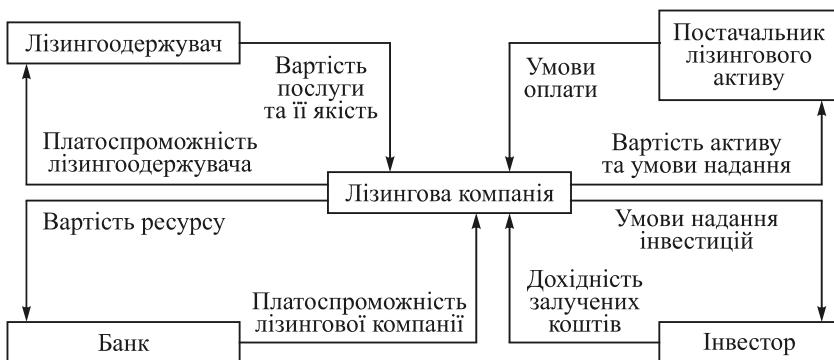 Лізингоодержувач
Вартість
послуги
та її якість
Умови
оплати
Постачальник
лізингового
активу
Платоспроможність
лізингоодержувача
Вартість активу
та умови надання
Лізингова компанія
Вартість ресурсу
Умови надання
інвестицій
Платоспроможність
лізингової компанії
Дохідність
залучених
коштів
Банк
Інвестор